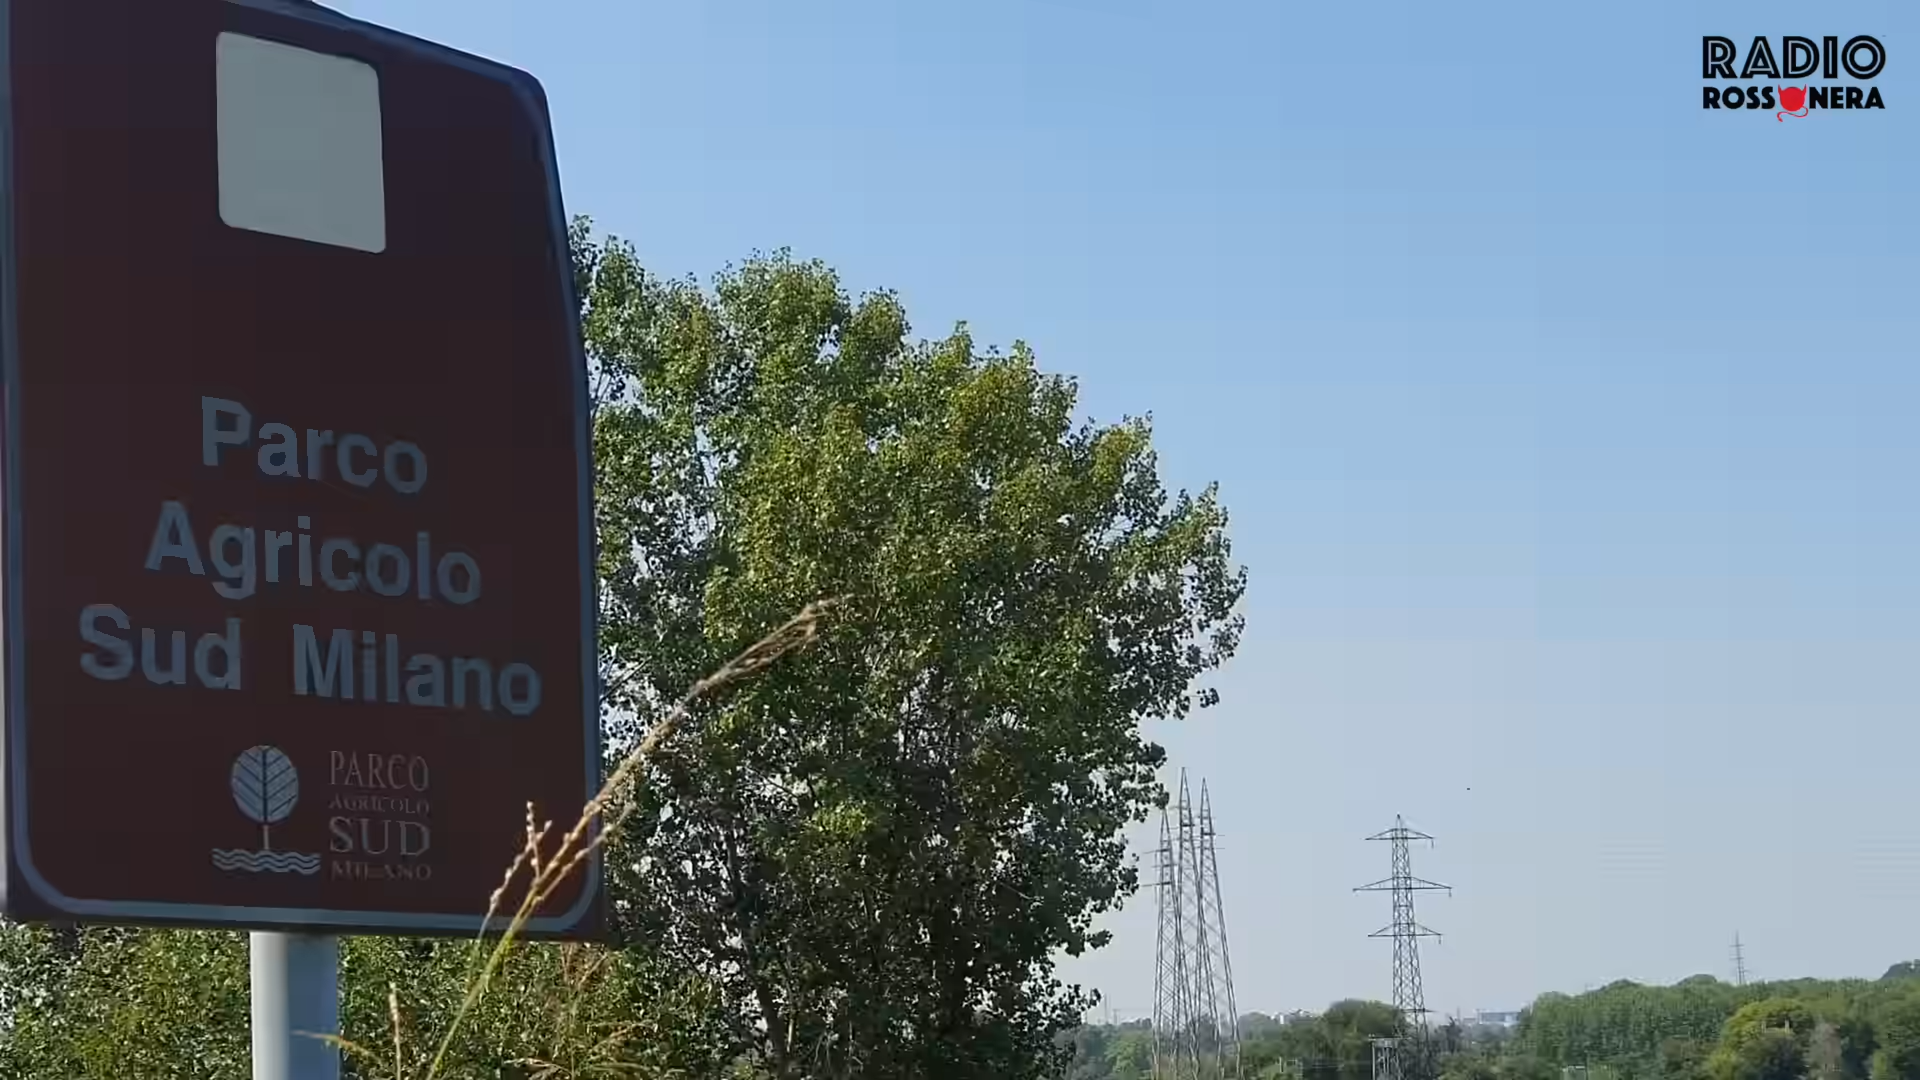 Parco
Agricolo
Sud Milano
PARCO
AGRICOLO
SUD
MILANO
RADIO
ROSSONERA